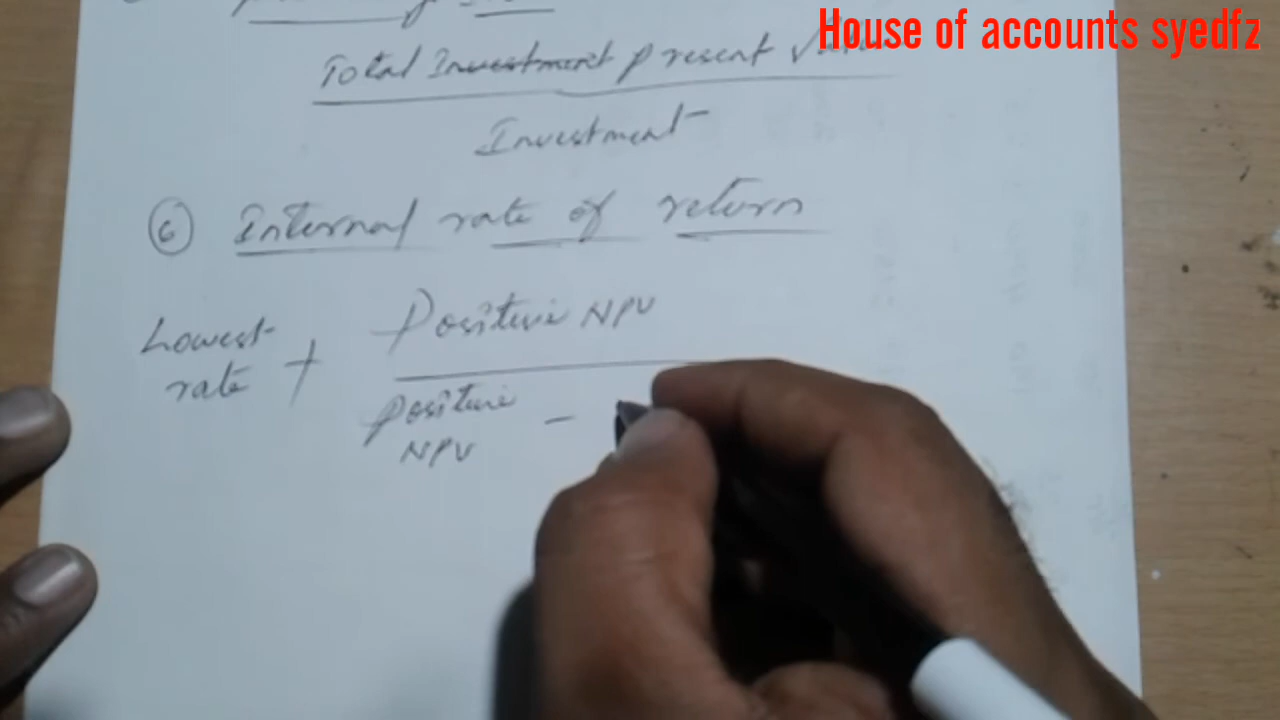 House of accounts syedfz
Total Investment present
Investment
6 Internal rate of return
Positive NPV
Lowest rate +
Positive NPV -